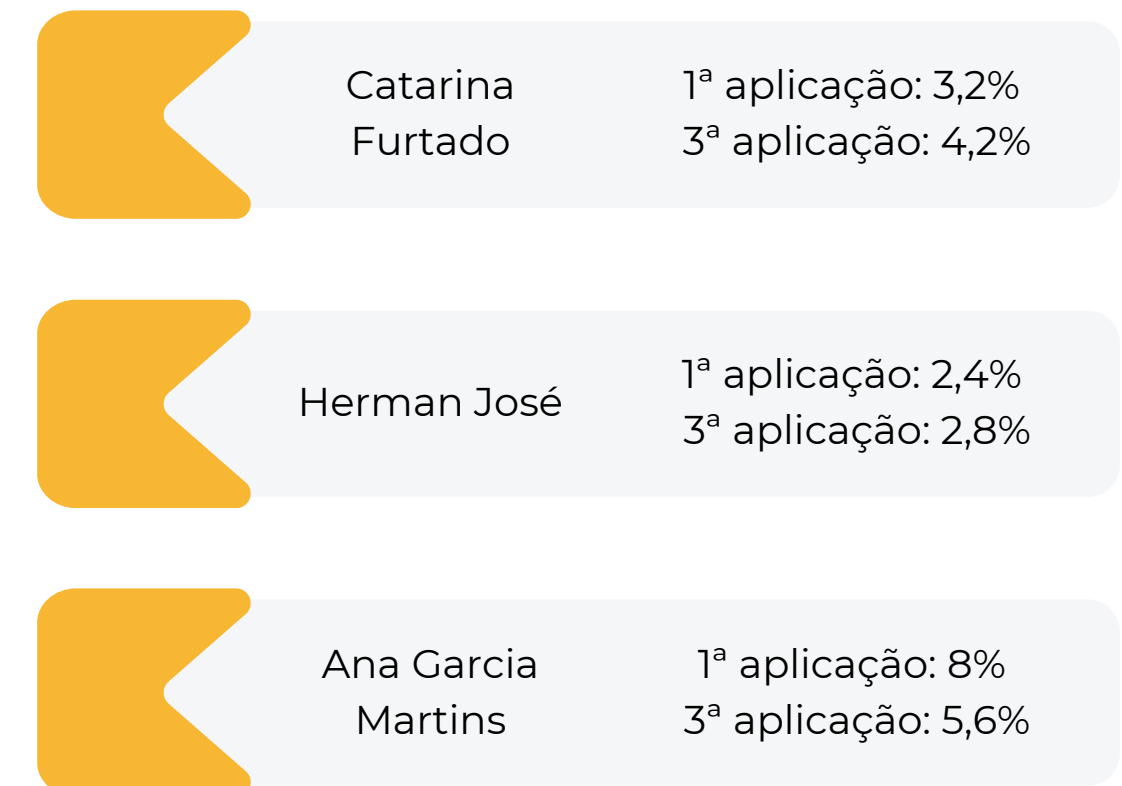 Catarina
Furtado
1ª aplicação: 3,2%
3ª aplicação: 4,2%
Herman José
1ª aplicação: 2,4%
3ª aplicação: 2,8%
Ana Garcia
Martins
1ª aplicação: 8%
3ª aplicação: 5,6%